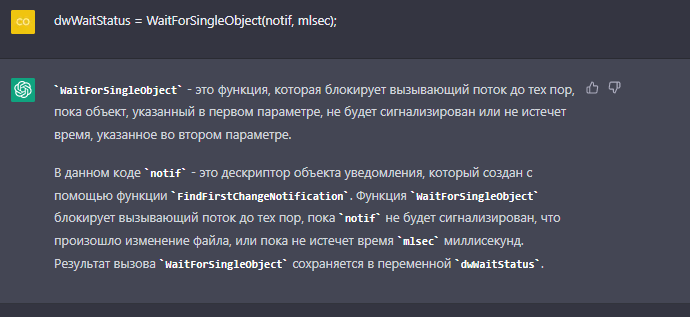 CO
dwWaitStatus = WaitForSingleObject(notif, mlsec);
`WaitForSingleObject` - это функция, которая блокирует вызывающий поток до тех пор,
пока объект, указанный в первом параметре, не будет сигнализирован или не истечет
время, указанное во втором параметре.
В данном коде `notif` - это дескриптор объекта уведомления, который создан с
помощью функции `FindFirstChangeNotification`. Функция `WaitForSingleObject`
блокирует вызывающий поток до тех пор, пока `notif` не будет сигнализирован, что
произошло изменение файла, или пока не истечет время `mlsec` миллисекунд.
Результат вызова `WaitForSingleObject` сохраняется в переменной `dwWaitStatus`.